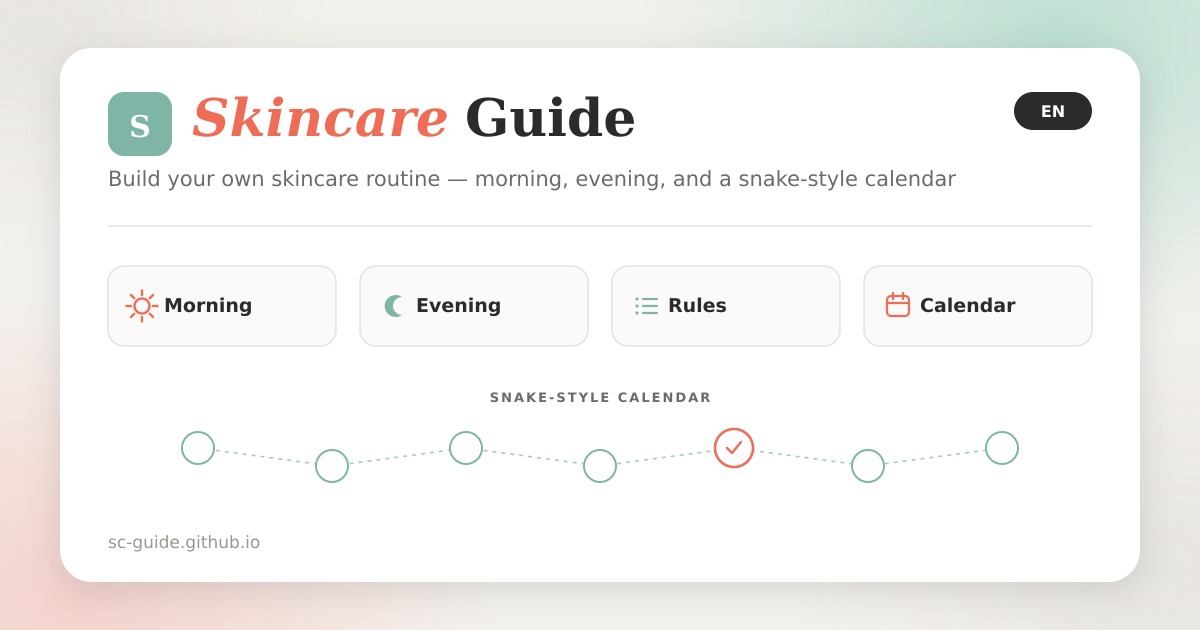 S
Skincare Guide
EN
Build your own skincare routine — morning, evening, and a snake-style calendar
Morning
Evening
Rules
Calendar
SNAKE-STYLE CALENDAR
sc-guide.github.io